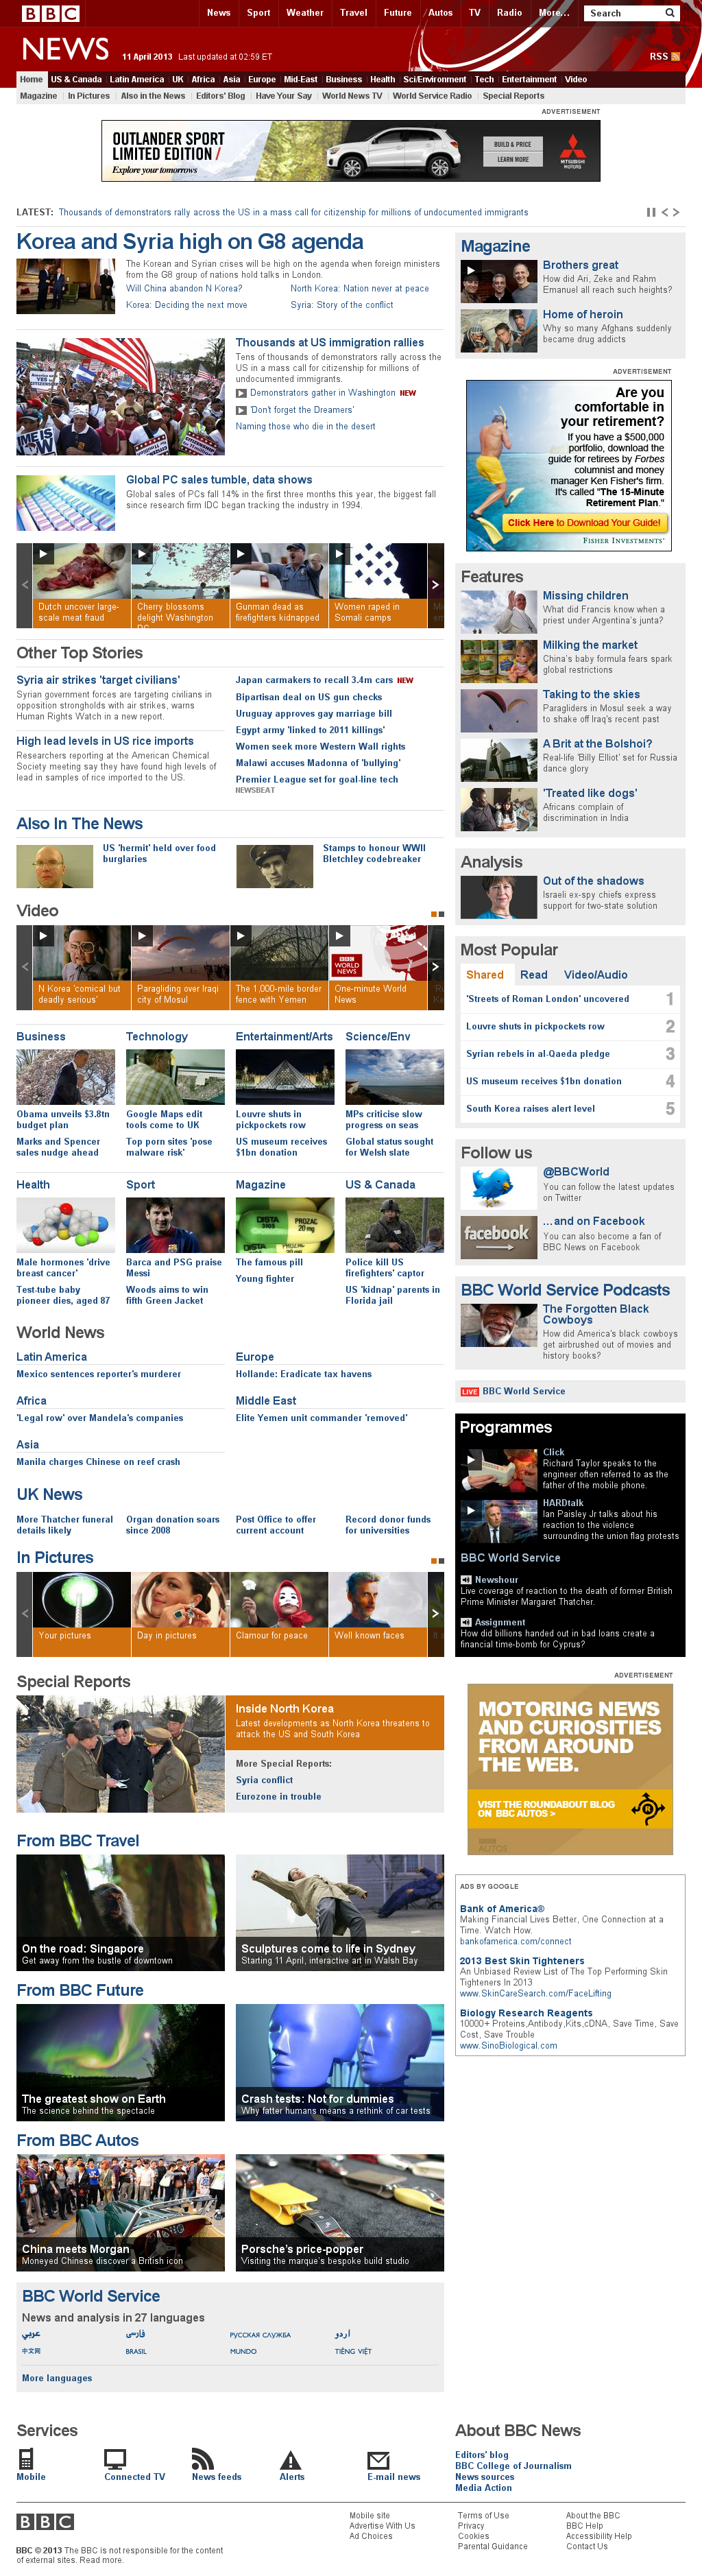 BBC
News Sport Weather Travel Future Autos TV Radio More... Search
NEWS 11 April 2013 Last updated at 02:59 ET RSS
Home US & Canada Latin America UK Africa Asia Europe Mid-East Business Health Sci/Environment Tech Entertainment Video
Magazine In Pictures Also in the News Editors' Blog Have Your Say World News TV World Service Radio Special Reports
ADVERTISEMENT
OUTLANDER SPORT
LIMITED EDITION /
Explore your tomorrows
BUILD & PRICE
LEARN MORE
MITSUBISHI
MOTORS
LATEST: Thousands of demonstrators rally across the US in a mass call for citizenship for millions of undocumented immigrants
Korea and Syria high on G8 agenda
The Korean and Syrian crises will be high on the agenda when foreign ministers
from the G8 group of nations hold talks in London.
Will China abandon N Korea? North Korea: Nation never at peace
Korea: Deciding the next move Syria: Story of the conflict
Thousands at US immigration rallies
Tens of thousands of demonstrators rally across the
US in a mass call for citizenship for millions of
undocumented immigrants.
Demonstrators gather in Washington NEW
'Don't forget the Dreamers'
Naming those who die in the desert
Global PC sales tumble, data shows
Global sales of PCs fall 14% in the first three months this year, the biggest fall
since research firm IDC began tracking the industry in 1994.
Dutch uncover large-
scale meat fraud
Cherry blossoms
delight Washington
DC
Gunman dead as
firefighters kidnapped
Women raped in
Somali camps
Other Top Stories
Syria air strikes 'target civilians'
Syrian government forces are targeting civilians in
opposition strongholds with air strikes, warns
Human Rights Watch in a new report.
High lead levels in US rice imports
Researchers reporting at the American Chemical
Society meeting say they have found high levels of
lead in samples of rice imported to the US.
Japan carmakers to recall 3.4m cars NEW
Bipartisan deal on US gun checks
Uruguay approves gay marriage bill
Egypt army 'linked to 2011 killings'
Women seek more Western Wall rights
Malawi accuses Madonna of 'bullying'
Premier League set for goal-line tech
NEWSBEAT
Also In The News
US 'hermit' held over food
burglaries
Stamps to honour WWII
Bletchley codebreaker
Video
N Korea 'comical but
deadly serious'
Paragliding over Iraqi
city of Mosul
The 1,000-mile border
fence with Yemen
BBC
WORLD
NEWS
One-minute World
News
Business Technology Entertainment/Arts Science/Env
Obama unveils $3.8tn
budget plan
Marks and Spencer
sales nudge ahead
Google Maps edit
tools come to UK
Top porn sites 'pose
malware risk'
Louvre shuts in
pickpockets row
US museum receives
$1bn donation
MPs criticise slow
progress on seas
Global status sought
for Welsh slate
Health Sport Magazine US & Canada
DISTA
3105
PROZAC
20 mg
Male hormones 'drive
breast cancer'
Test-tube baby
pioneer dies, aged 87
Barca and PSG praise
Messi
Woods aims to win
fifth Green Jacket
The famous pill
Young fighter
Police kill US
firefighters' captor
US 'kidnap' parents in
Florida jail
World News
Latin America
Mexico sentences reporter's murderer
Europe
Hollande: Eradicate tax havens
Africa
'Legal row' over Mandela's companies
Middle East
Elite Yemen unit commander 'removed'
Asia
Manila charges Chinese on reef crash
UK News
More Thatcher funeral
details likely
Organ donation soars
since 2008
Post Office to offer
current account
Record donor funds
for universities
In Pictures
Your pictures
Day in pictures
Clamour for peace
Well known faces
Special Reports
Inside North Korea
Latest developments as North Korea threatens to
attack the US and South Korea
More Special Reports:
Syria conflict
Eurozone in trouble
From BBC Travel
On the road: Singapore
Get away from the bustle of downtown
Sculptures come to life in Sydney
Starting 11 April, interactive art in Walsh Bay
From BBC Future
The greatest show on Earth
The science behind the spectacle
Crash tests: Not for dummies
Why fatter humans means a rethink of car tests
From BBC Autos
China meets Morgan
Moneyed Chinese discover a British icon
Porsche's price-popper
Visiting the marque's bespoke build studio
BBC World Service
News and analysis in 27 languages
عربي فارسی РУССКАЯ СЛУЖБА اردو
中文网 BRASIL MUNDO TIẾNG VIỆT
More languages
Magazine
Brothers great
How did Ari, Zeke and Rahm
Emanuel all reach such heights?
Home of heroin
Why so many Afghans suddenly
became drug addicts
ADVERTISEMENT
Are you
comfortable in
your retirement?
If you have a $500,000
portfolio, download the
guide for retirees by Forbes
columnist and money
manager Ken Fisher's firm.
It's called "The 15-Minute
Retirement Plan."
Click Here to Download Your Guide!
FISHER INVESTMENTS
Features
Missing children
What did Francis know when a
priest under Argentina's junta?
Milking the market
China's baby formula fears spark
global restrictions
Taking to the skies
Paragliders in Mosul seek a way
to shake off Iraq's recent past
A Brit at the Bolshoi?
Real-life 'Billy Elliot' set for Russia
dance glory
'Treated like dogs'
Africans complain of
discrimination in India
Analysis
Out of the shadows
Israeli ex-spy chiefs express
support for two-state solution
Most Popular
Shared Read Video/Audio
'Streets of Roman London' uncovered 1
Louvre shuts in pickpockets row 2
Syrian rebels in al-Qaeda pledge 3
US museum receives $1bn donation 4
South Korea raises alert level 5
Follow us
@BBCWorld
You can follow the latest updates
on Twitter
facebook
...and on Facebook
You can also become a fan of
BBC News on Facebook
BBC World Service Podcasts
The Forgotten Black
Cowboys
How did America's black cowboys
get airbrushed out of movies and
history books?
LIVE BBC World Service
Programmes
Click
Richard Taylor speaks to the
engineer often referred to as the
father of the mobile phone.
HARDtalk
Ian Paisley Jr talks about his
reaction to the violence
surrounding the union flag protests
BBC World Service
Newshour
Live coverage of reaction to the death of former British
Prime Minister Margaret Thatcher.
Assignment
How did billions handed out in bad loans create a
financial time-bomb for Cyprus?
ADVERTISEMENT
MOTORING NEWS
AND CURIOSITIES
FROM AROUND
THE WEB.
VISIT THE ROUNDABOUT BLOG
ON BBC AUTOS >
BBC
AUTOS
ADS BY GOOGLE
Bank of America®
Making Financial Lives Better, One Connection at a
Time. Watch How.
bankofamerica.com/connect
2013 Best Skin Tighteners
An Unbiased Review List of The Top Performing Skin
Tighteners In 2013
www.SkinCareSearch.com/FaceLifting
Biology Research Reagents
10000+ Proteins,Antibody,Kits,cDNA, Save Time, Save
Cost, Save Trouble
www.SinoBiological.com
Services
Mobile Connected TV News feeds Alerts E-mail news
About BBC News
Editors' blog
BBC College of Journalism
News sources
Media Action
BBC
Mobile site
Advertise With Us
Ad Choices
Terms of Use
Privacy
Cookies
Parental Guidance
About the BBC
BBC Help
Accessibility Help
Contact Us
BBC © 2013 The BBC is not responsible for the content
of external sites. Read more.